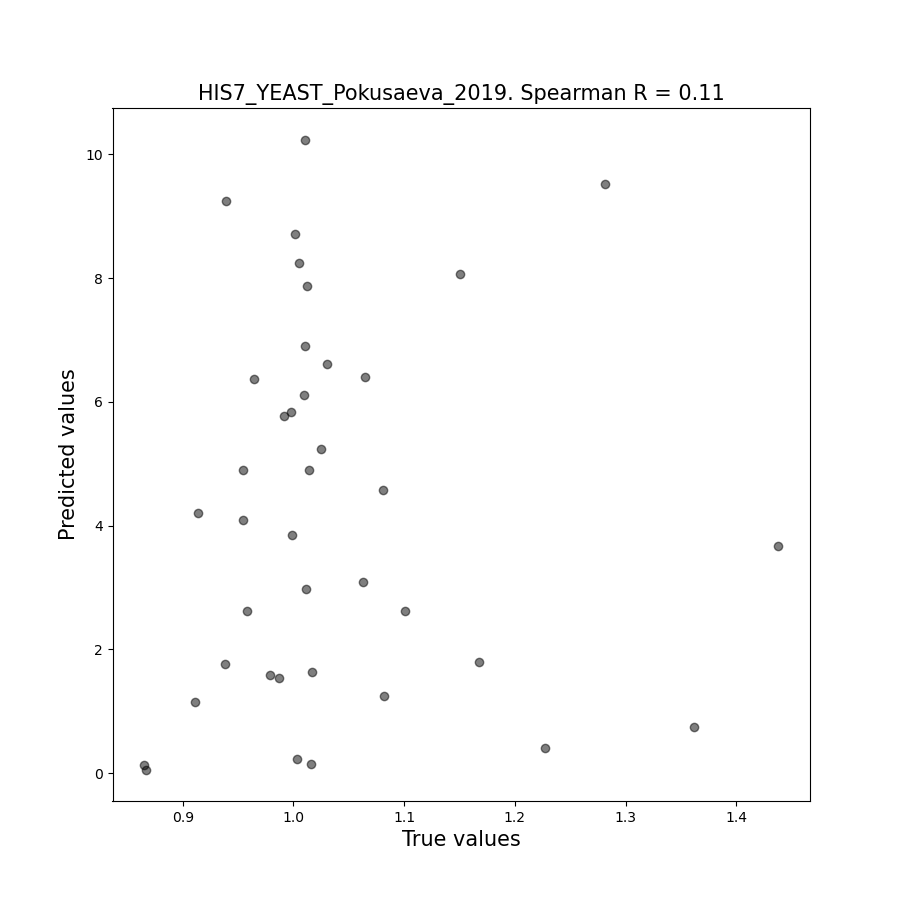 HIS7_YEAST_Pokusaeva_2019. Spearman R = 0.11
10
8
6
4
2
0
Predicted values
0.9 1.0 1.1 1.2 1.3 1.4
True values